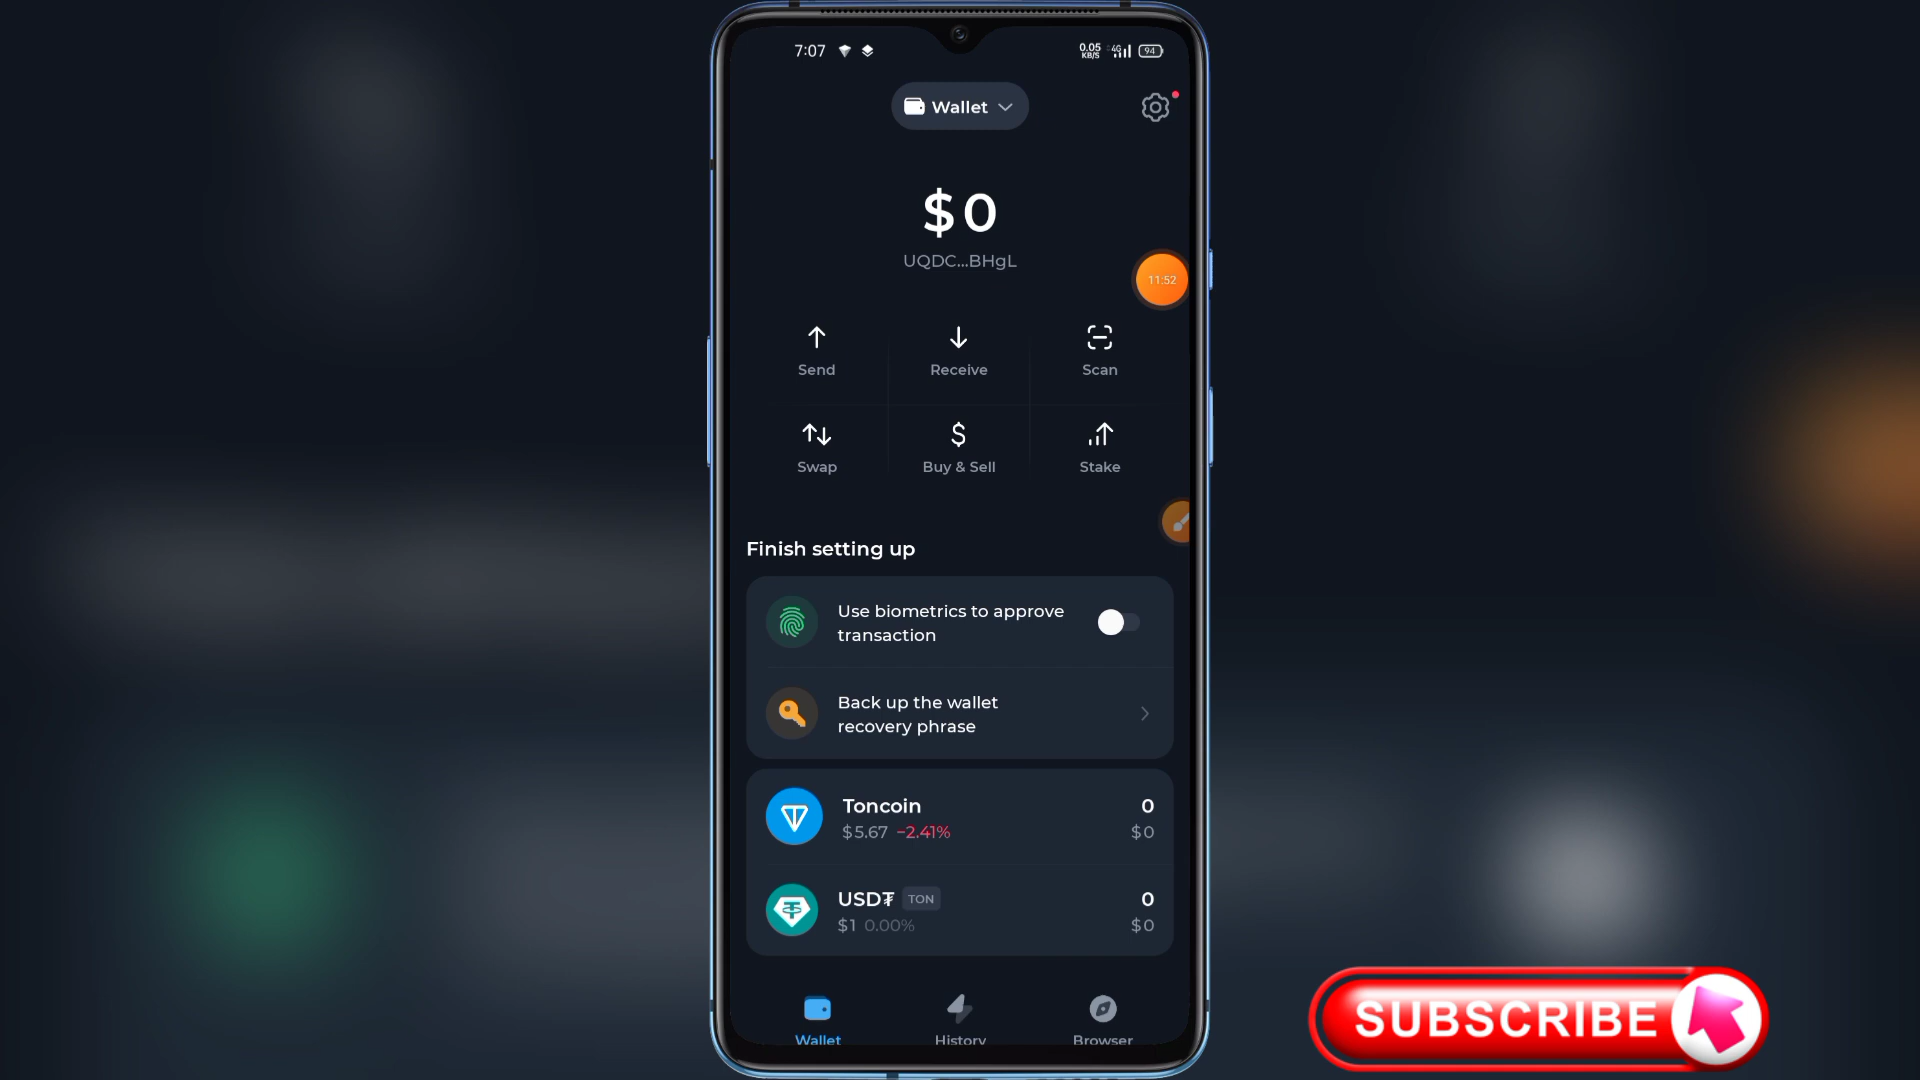 7:07
0.05
KB/S
4G
94
Wallet
$0
UQDC...BHgL
11:52
Send
Receive
Scan
Swap
Buy & Sell
Stake
Finish setting up
Use biometrics to approve
transaction
Back up the wallet
recovery phrase
Toncoin
0
$5.67 −2.41%
$0
USD₮ TON
0
$1 0.00%
$0
Wallet
History
Browser
SUBSCRIBE